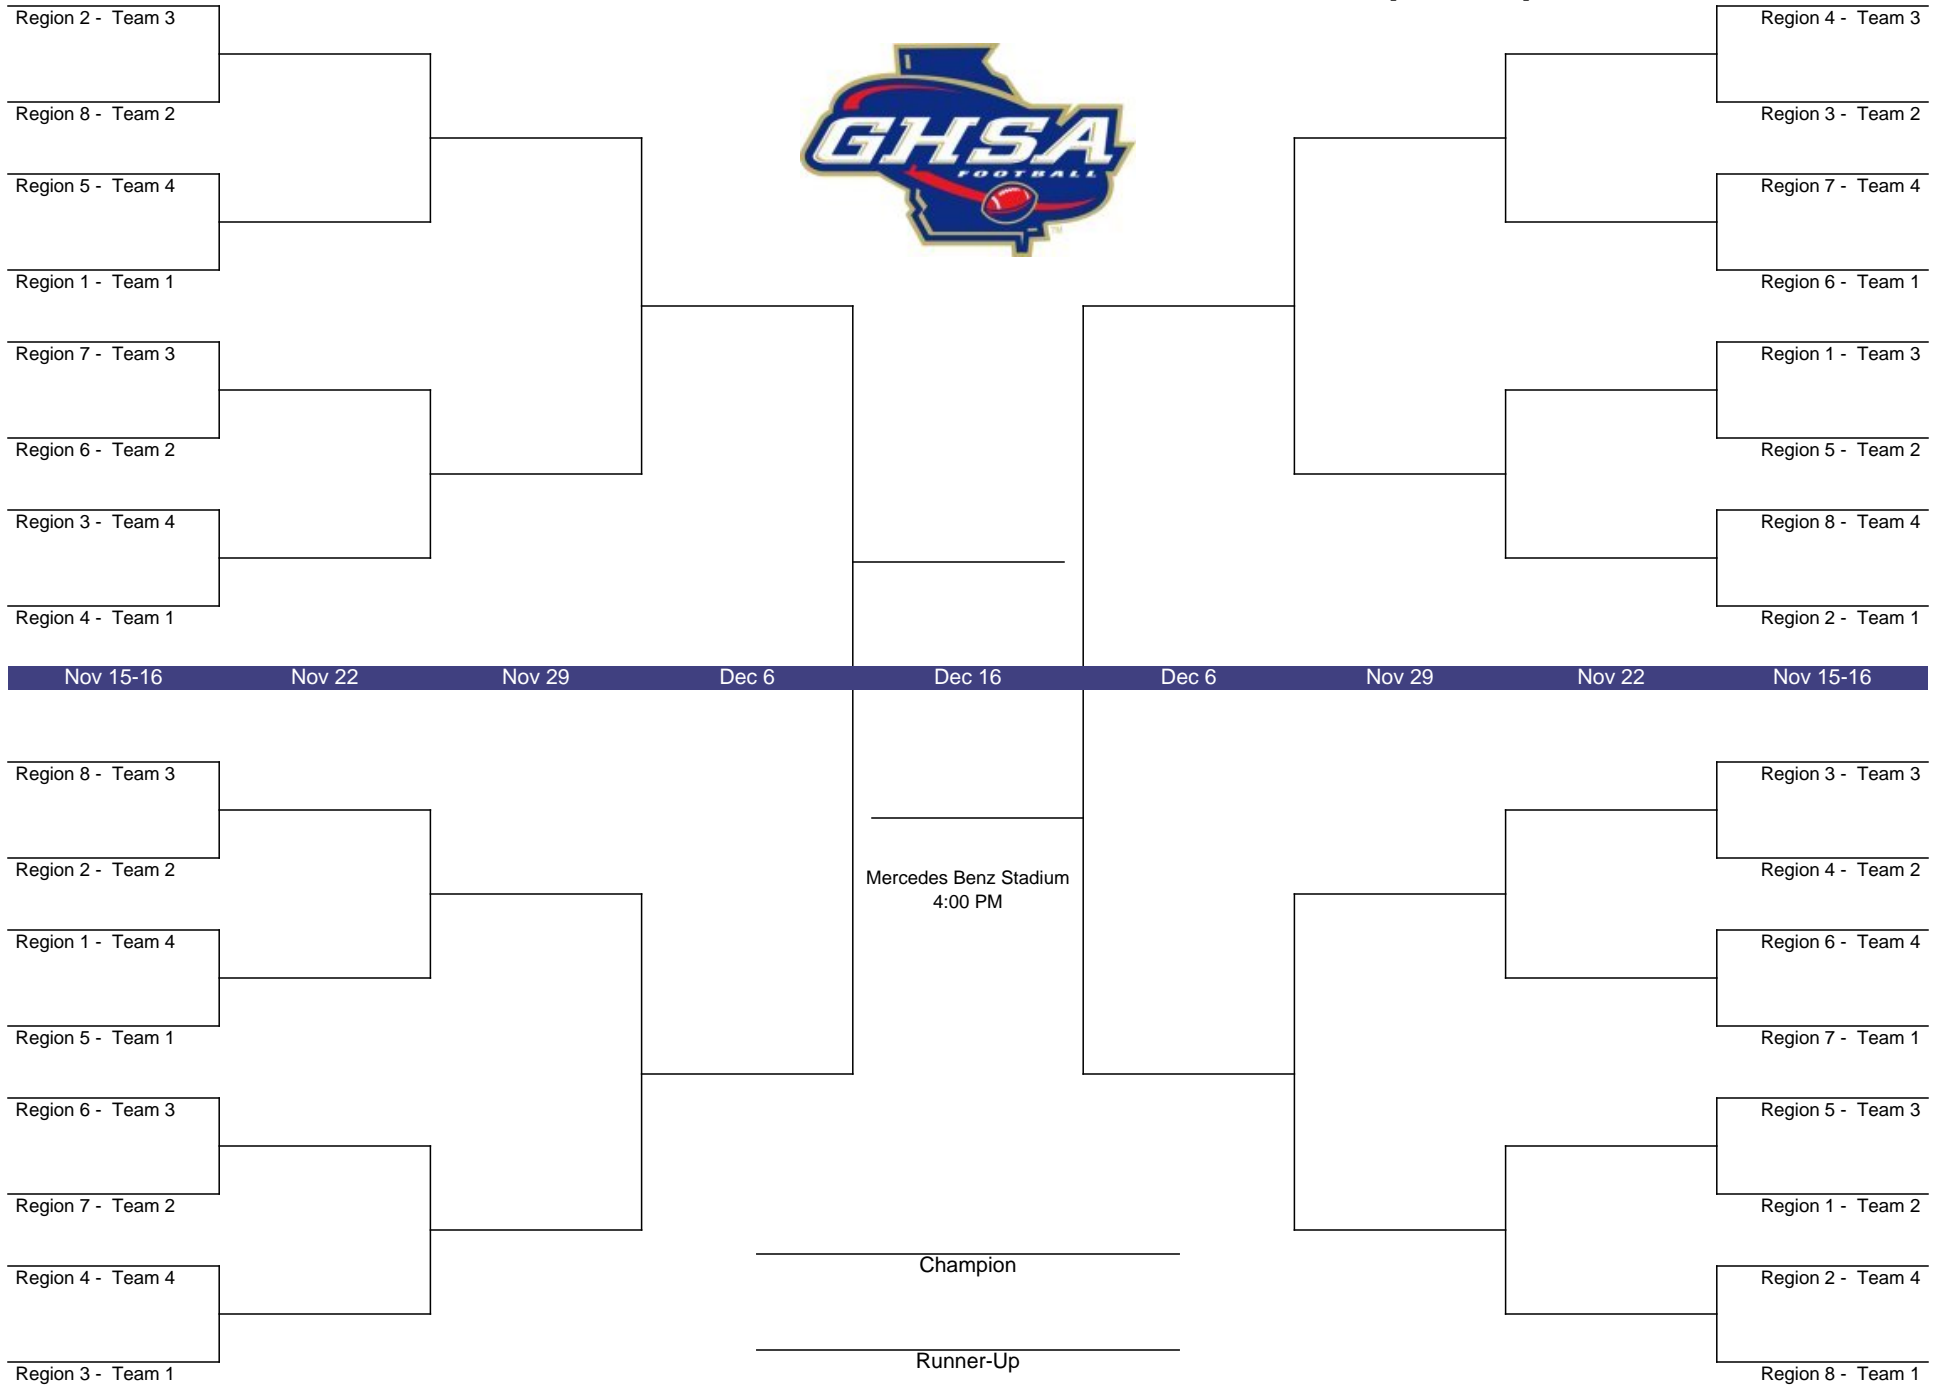 Region 2 - Team 3
Region 8 - Team 2
Region 5 - Team 4
Region 1 - Team 1
Region 7 - Team 3
Region 6 - Team 2
Region 3 - Team 4
Region 4 - Team 1
GHSA
FOOTBALL
TM
Region 4 - Team 3
Region 3 - Team 2
Region 7 - Team 4
Region 6 - Team 1
Region 1 - Team 3
Region 5 - Team 2
Region 8 - Team 4
Region 2 - Team 1
Nov 15-16 Nov 22 Nov 29 Dec 6 Dec 16 Dec 6 Nov 29 Nov 22 Nov 15-16
Region 8 - Team 3
Region 2 - Team 2
Region 1 - Team 4
Region 5 - Team 1
Region 6 - Team 3
Region 7 - Team 2
Region 4 - Team 4
Region 3 - Team 1
Mercedes Benz Stadium
4:00 PM
Champion
Runner-Up
Region 3 - Team 3
Region 4 - Team 2
Region 6 - Team 4
Region 7 - Team 1
Region 5 - Team 3
Region 1 - Team 2
Region 2 - Team 4
Region 8 - Team 1